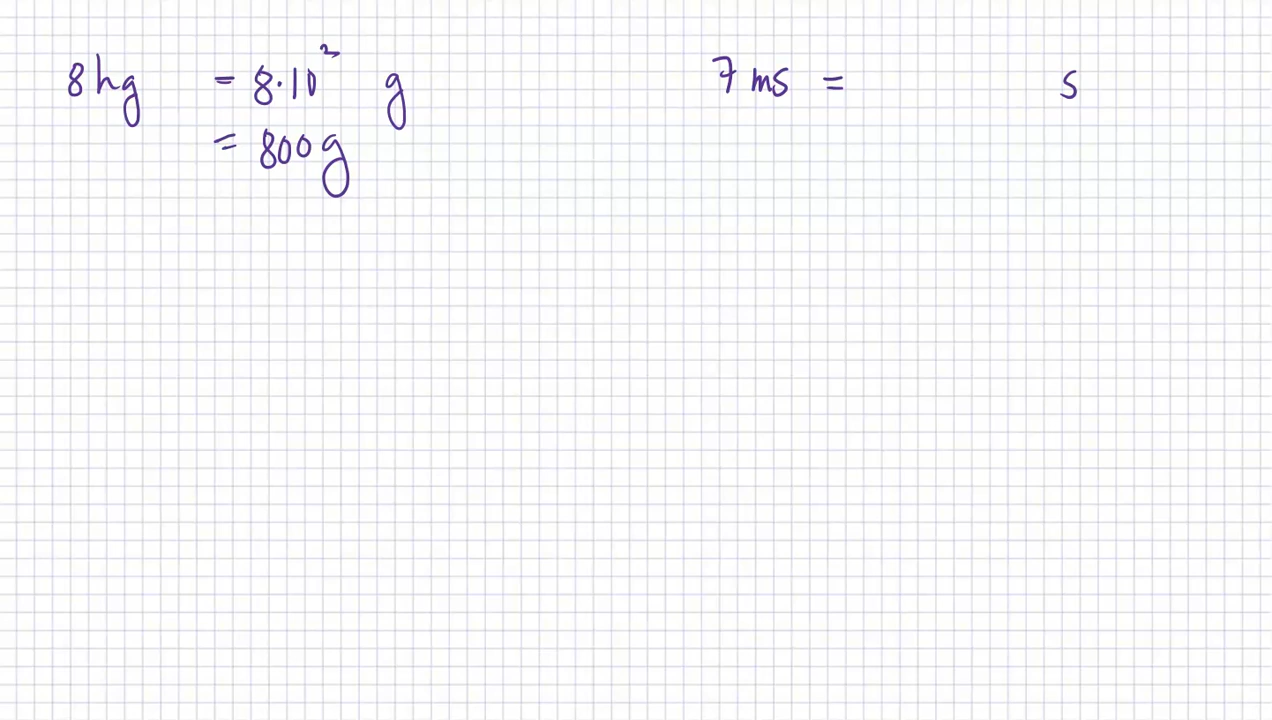 8 hg = 8·10² g
= 800 g
7 ms = s